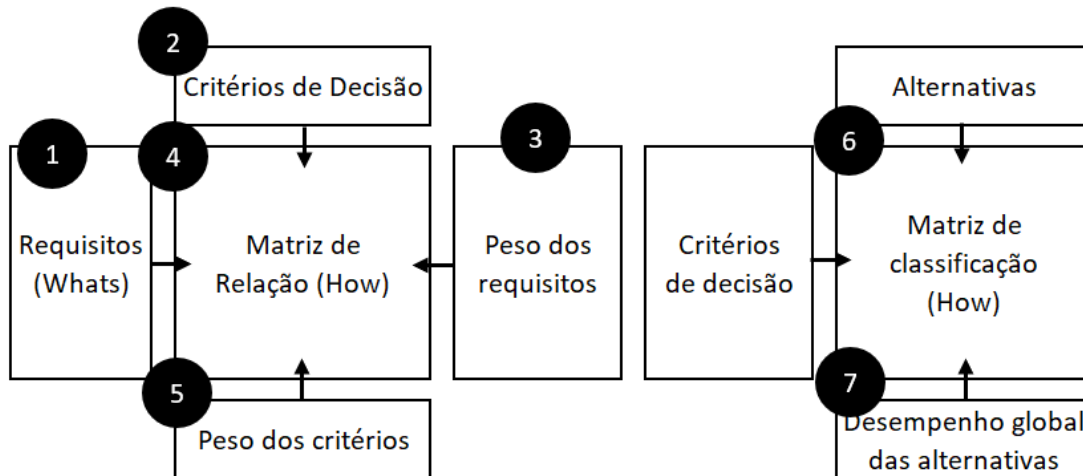 2
Critérios de Decisão
1
Requisitos
(Whats)
4
Matriz de
Relação (How)
3
Peso dos
requisitos
5
Peso dos critérios
Alternativas
Critérios
de decisão
6
Matriz de
classificação
(How)
7
Desempenho global
das alternativas